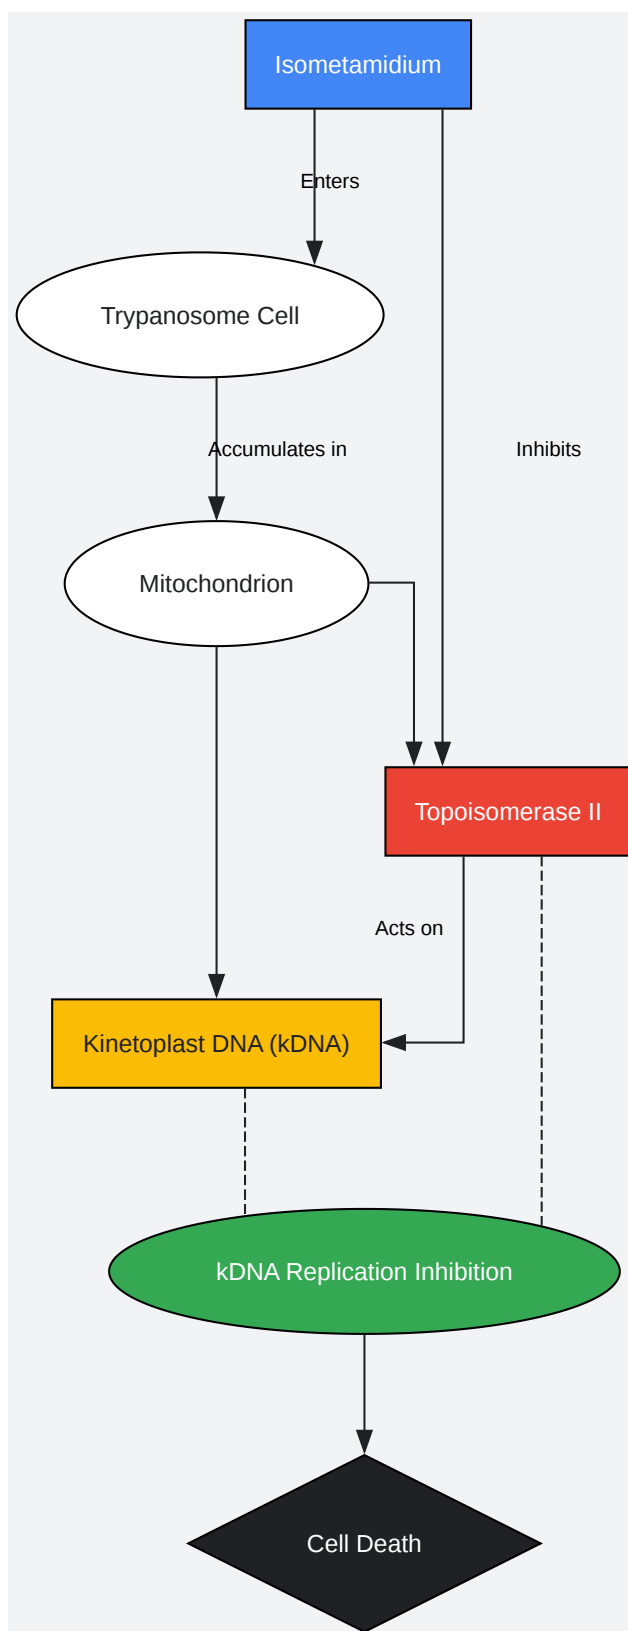 Isometamidium
Enters
Trypanosome Cell
Accumulates in
Inhibits
Mitochondrion
Topoisomerase II
Acts on
Kinetoplast DNA (kDNA)
kDNA Replication Inhibition
Cell Death